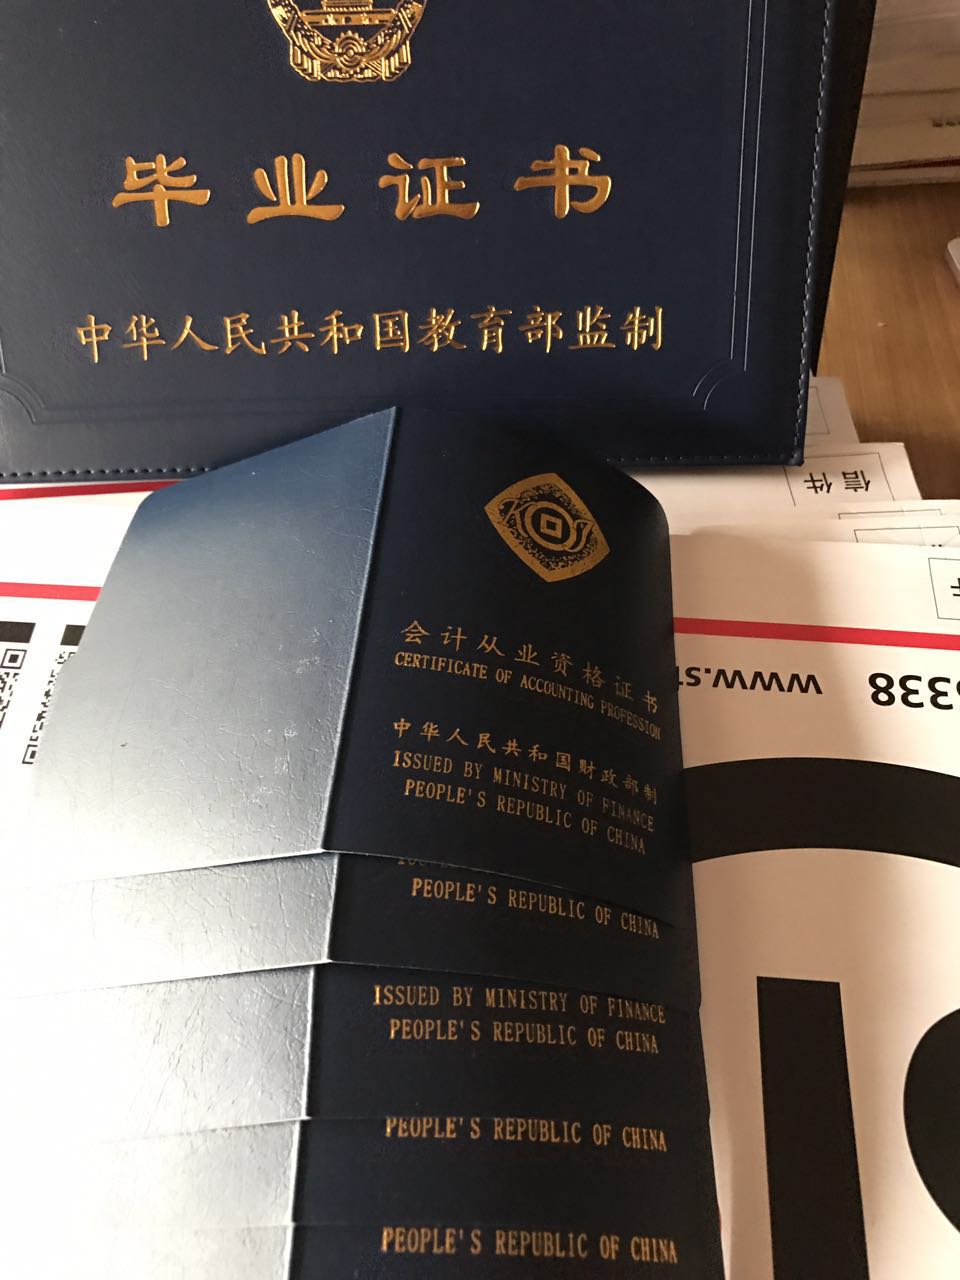 毕业证书
中华人民共和国教育部监制
信件
会计从业资格证书
CERTIFICATE OF ACCOUNTING PROFESSION
中华人民共和国财政部制
ISSUED BY MINISTRY OF FINANCE
PEOPLE'S REPUBLIC OF CHINA
PEOPLE'S REPUBLIC OF CHINA
ISSUED BY MINISTRY OF FINANCE
PEOPLE'S REPUBLIC OF CHINA
PEOPLE'S REPUBLIC OF CHINA
PEOPLE'S REPUBLIC OF CHINA
www.st
338